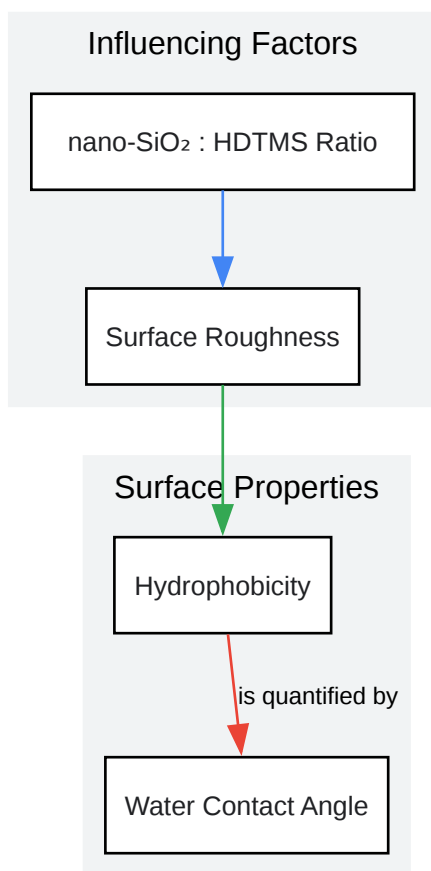 Influencing Factors
nano-SiO₂ : HDTMS Ratio
Surface Roughness
Surface Properties
Hydrophobicity
is quantified by
Water Contact Angle